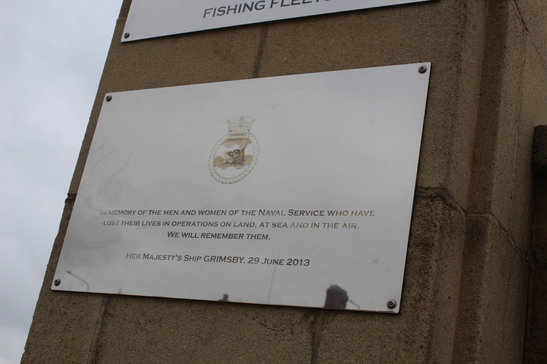 FISHING FLEETS
IN MEMORY OF THE MEN AND WOMEN OF THE NAVAL SERVICE WHO HAVE
LOST THEIR LIVES IN OPERATIONS ON LAND, AT SEA AND IN THE AIR.
WE WILL REMEMBER THEM.
HER MAJESTY'S SHIP GRIMSBY, 29 JUNE 2013